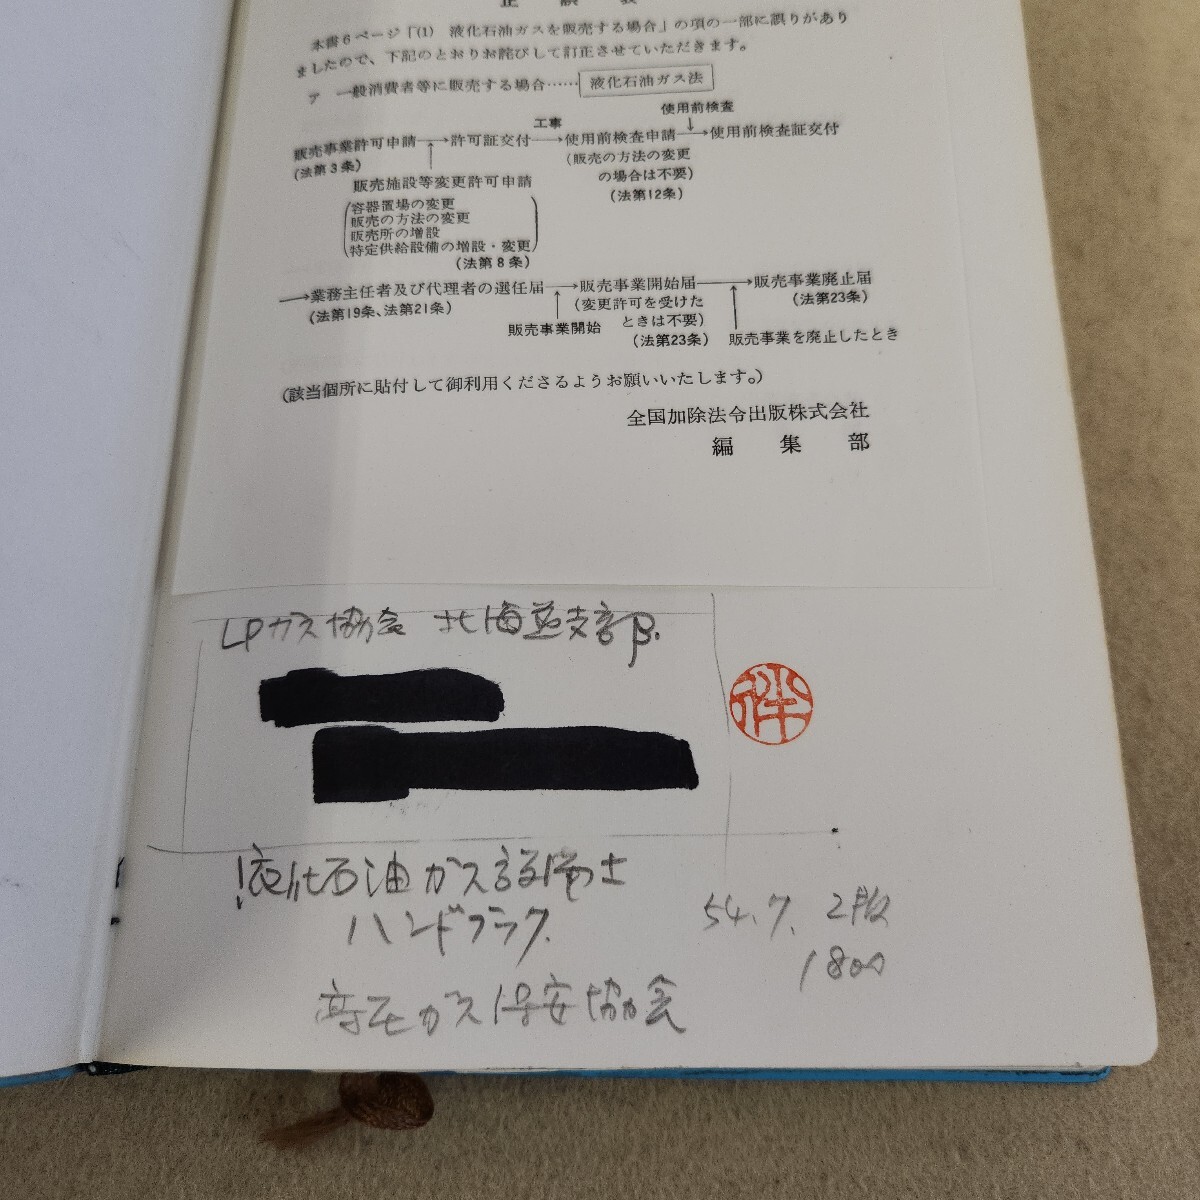 正誤表
本書6ページ「(1) 液化石油ガスを販売する場合」の項の一部に誤りがあり
ましたので、下記のとおりお詫びして訂正させていただきます。
ア 一般消費者等に販売する場合……液化石油ガス法
使用前検査
工事
販売事業許可申請→許可証交付→使用前検査申請→使用前検査証交付
(法第3条)
(販売の方法の変更
の場合は不要)
(法第12条)
販売施設等変更許可申請
容器置場の変更
販売の方法の変更
販売所の増設
特定供給設備の増設・変更
(法第8条)
→業務主任者及び代理者の選任届→販売事業開始届→販売事業廃止届
(法第19条、法第21条)
(変更許可を受けた
ときは不要)
(法第23条)
(法第23条)
販売事業開始
販売事業を廃止したとき
(該当個所に貼付して御利用くださるようお願いいたします。)
全国加除法令出版株式会社
編集部
LPガス協会 北海道支部.
液化石油ガス設備士
ハンドブック
54.7. 2版
1800
高圧ガス保安協会